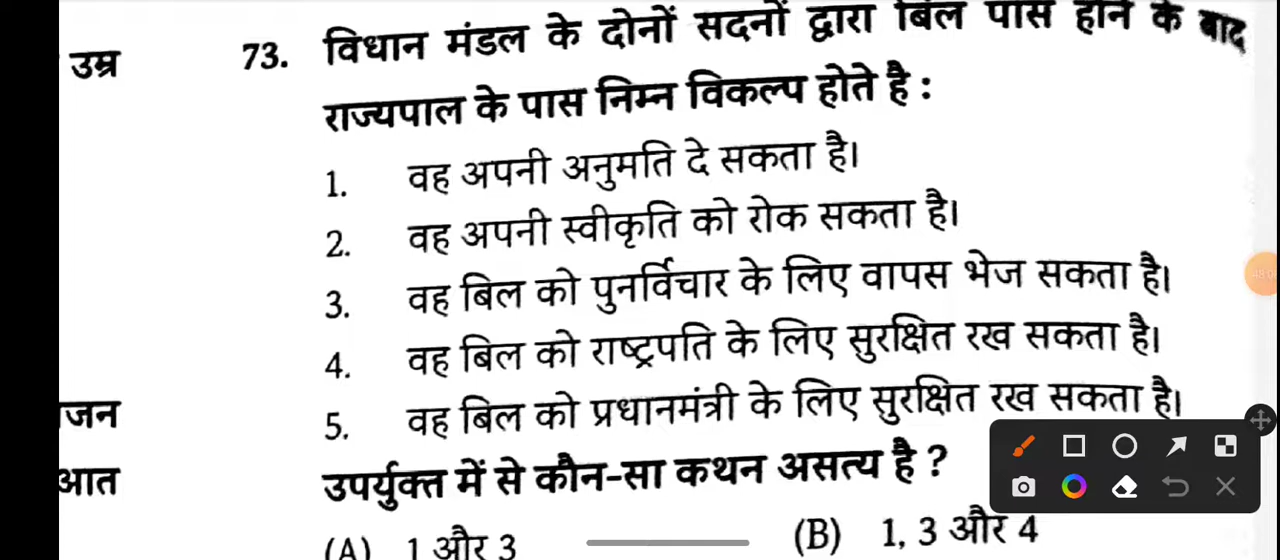 उम्र
73. विधान मंडल के दोनों सदनों द्वारा बिल पास होने के बाद
राज्यपाल के पास निम्न विकल्प होते है :
1. वह अपनी अनुमति दे सकता है।
2. वह अपनी स्वीकृति को रोक सकता है।
3. वह बिल को पुनर्विचार के लिए वापस भेज सकता है।
4. वह बिल को राष्ट्रपति के लिए सुरक्षित रख सकता है।
5. वह बिल को प्रधानमंत्री के लिए सुरक्षित रख सकता है।
जन
आत
उपर्युक्त में से कौन-सा कथन असत्य है ?
(A) 1 और 3 (B) 1, 3 और 4